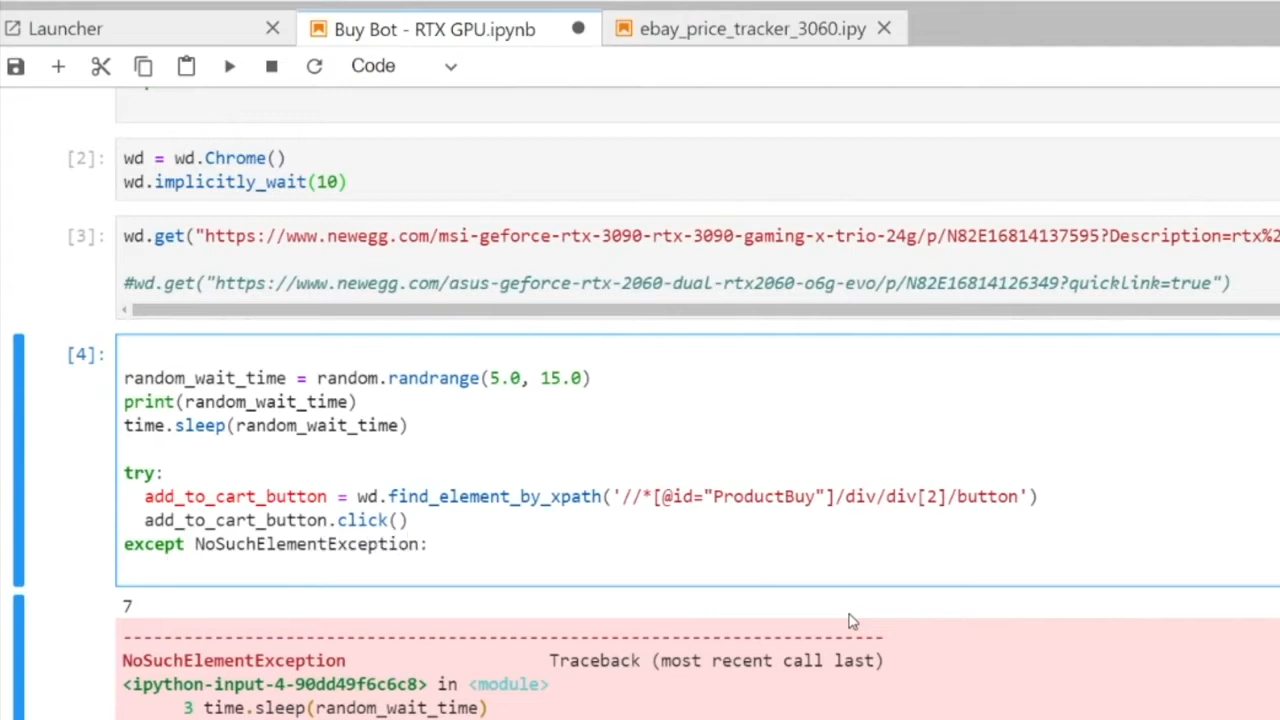 Launcher
Buy Bot - RTX GPU.ipynb
ebay_price_tracker_3060.ipy
Code
[2]:
wd = wd.Chrome()
wd.implicitly_wait(10)
[3]:
wd.get("https://www.newegg.com/msi-geforce-rtx-3090-rtx-3090-gaming-x-trio-24g/p/N82E16814137595?Description=rtx%2
#wd.get("https://www.newegg.com/asus-geforce-rtx-2060-dual-rtx2060-o6g-evo/p/N82E16814126349?quicklink=true")
[4]:
random_wait_time = random.randrange(5.0, 15.0)
print(random_wait_time)
time.sleep(random_wait_time)
try:
add_to_cart_button = wd.find_element_by_xpath('//*[@id="ProductBuy"]/div/div[2]/button')
add_to_cart_button.click()
except NoSuchElementException:
7
---------------------------------------------------------------------------
NoSuchElementException Traceback (most recent call last)
<ipython-input-4-90dd49f6c6c8> in <module>
3 time.sleep(random_wait_time)